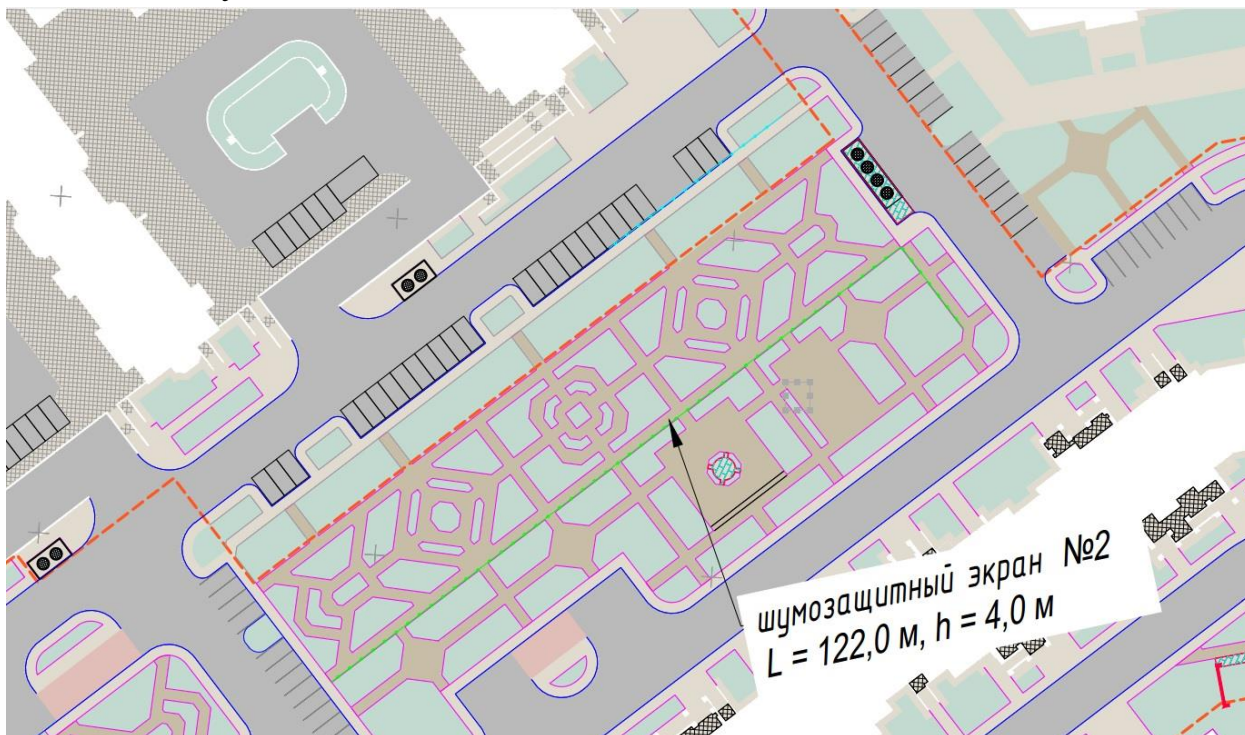 шумозащитный экран №2
L = 122,0 м, h = 4,0 м